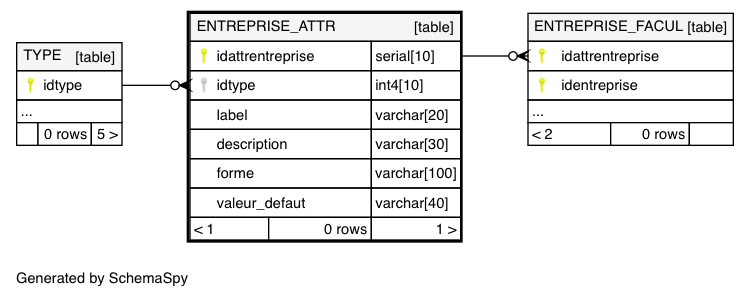 TYPE [table]
idtype
...
0 rows 5 >
ENTREPRISE_ATTR [table]
idattrentreprise serial[10]
idtype int4[10]
label varchar[20]
description varchar[30]
forme varchar[100]
valeur_defaut varchar[40]
< 1 0 rows 1 >
ENTREPRISE_FACUL [table]
idattrentreprise
identreprise
...
< 2 0 rows
Generated by SchemaSpy